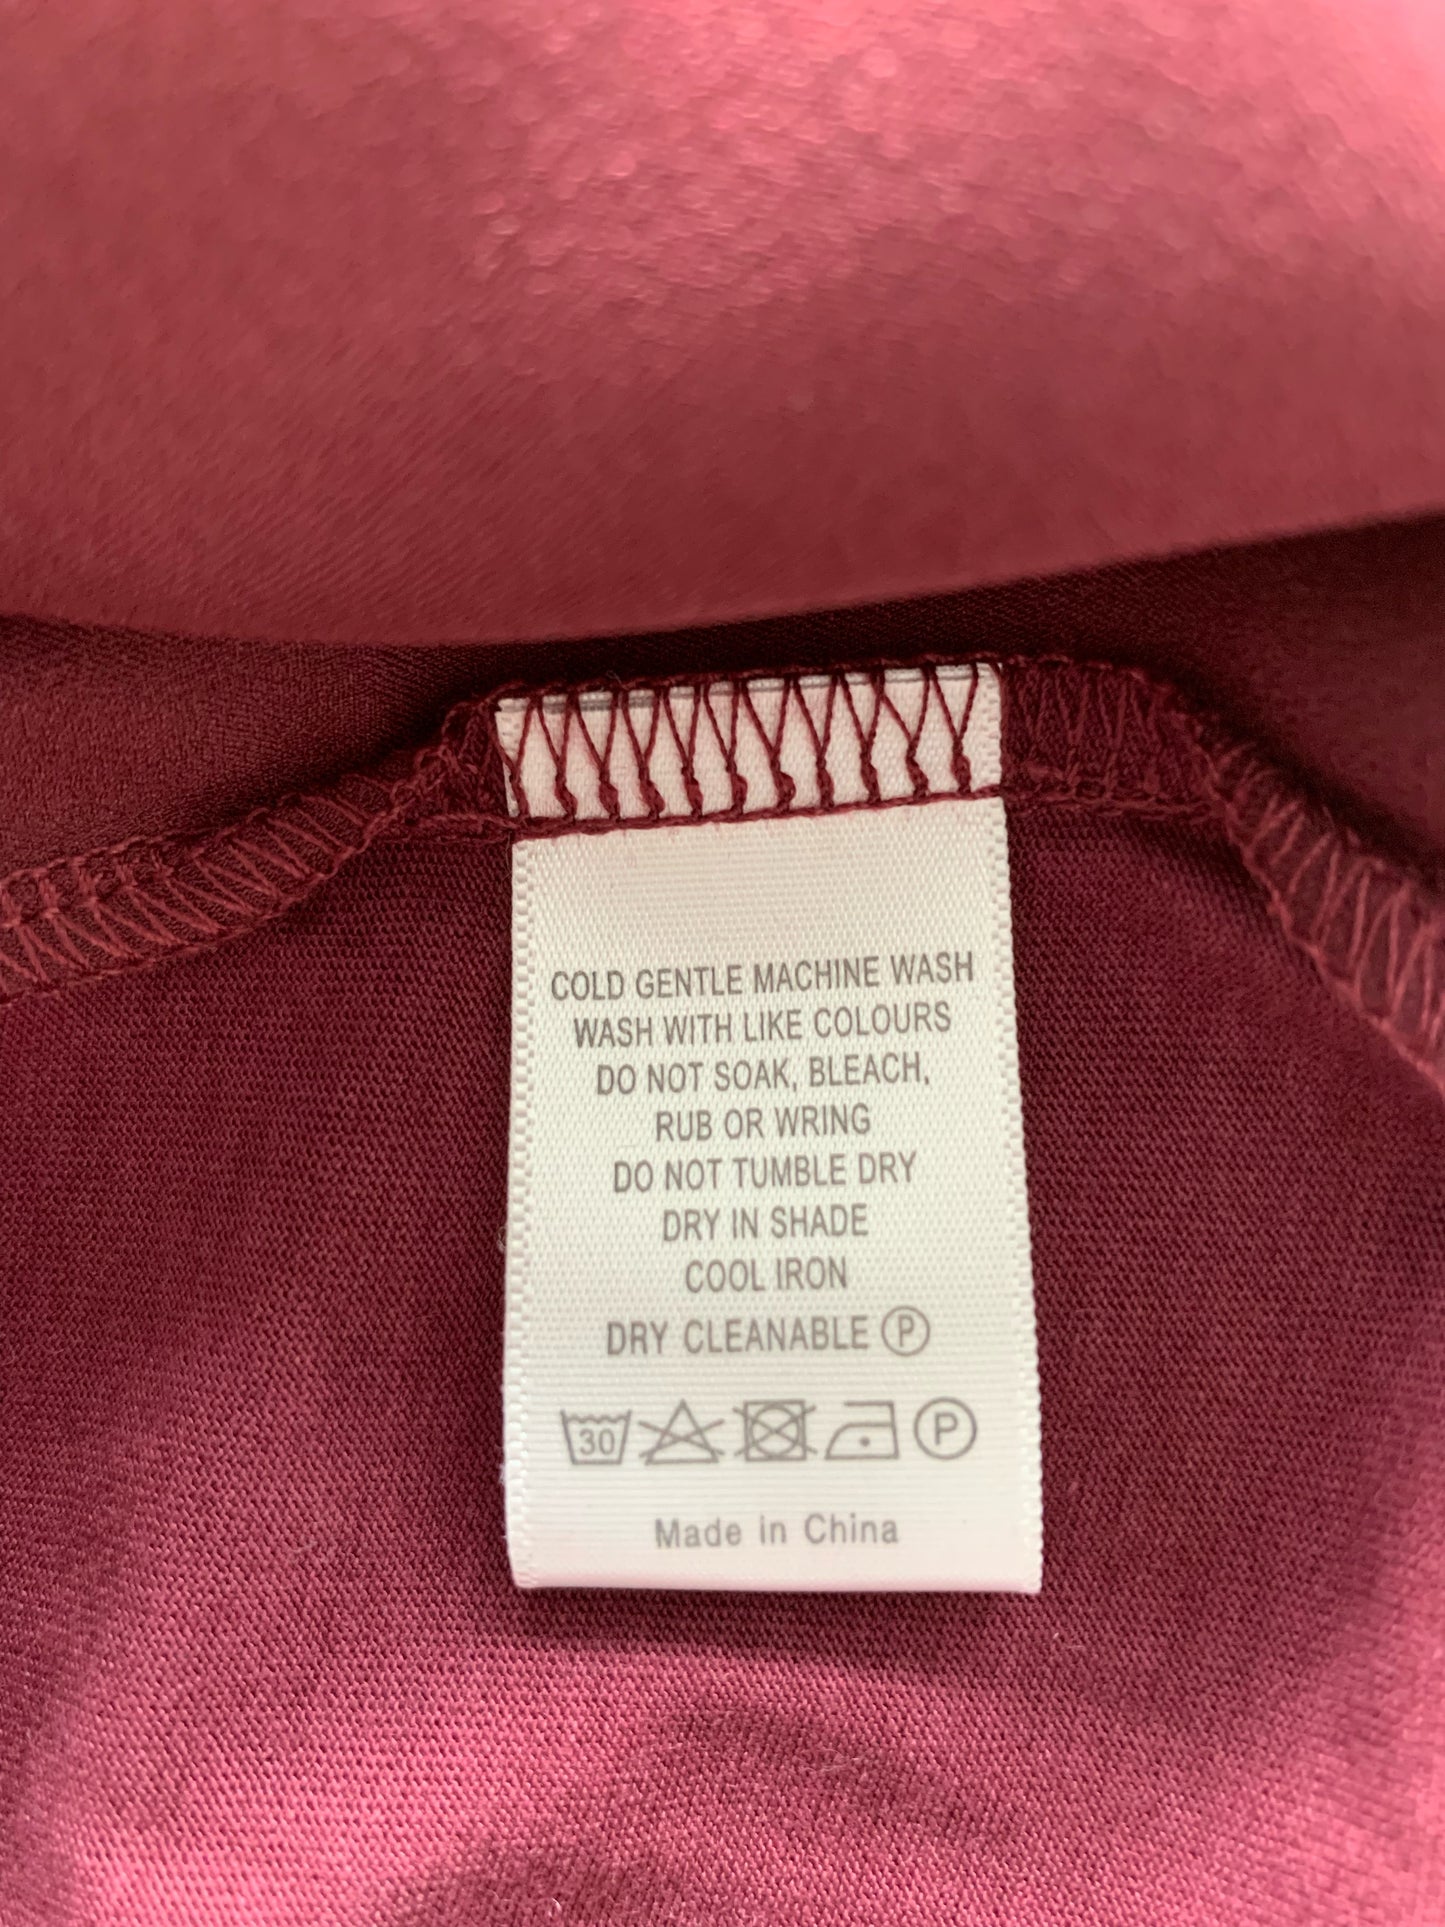 COLD GENTLE MACHINE WASH
WASH WITH LIKE COLOURS
DO NOT SOAK, BLEACH,
RUB OR WRING
DO NOT TUMBLE DRY
DRY IN SHADE
COOL IRON
DRY CLEANABLE Ⓟ
30 Ⓟ
Made in China